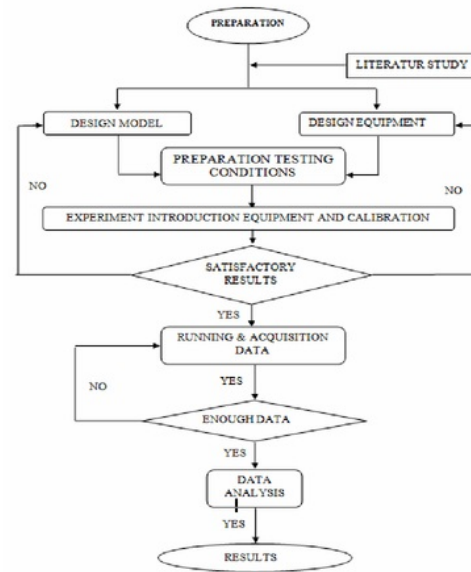 PREPARATION
LITERATUR STUDY
DESIGN MODEL
DESIGN EQUIPMENT
PREPARATION TESTING
CONDITIONS
NO
NO
EXPERIMENT INTRODUCTION EQUIPMENT AND CALIBRATION
SATISFACTORY
RESULTS
YES
RUNNING & ACQUISITION
DATA
NO
YES
ENOUGH DATA
YES
DATA
ANALYSIS
YES
RESULTS